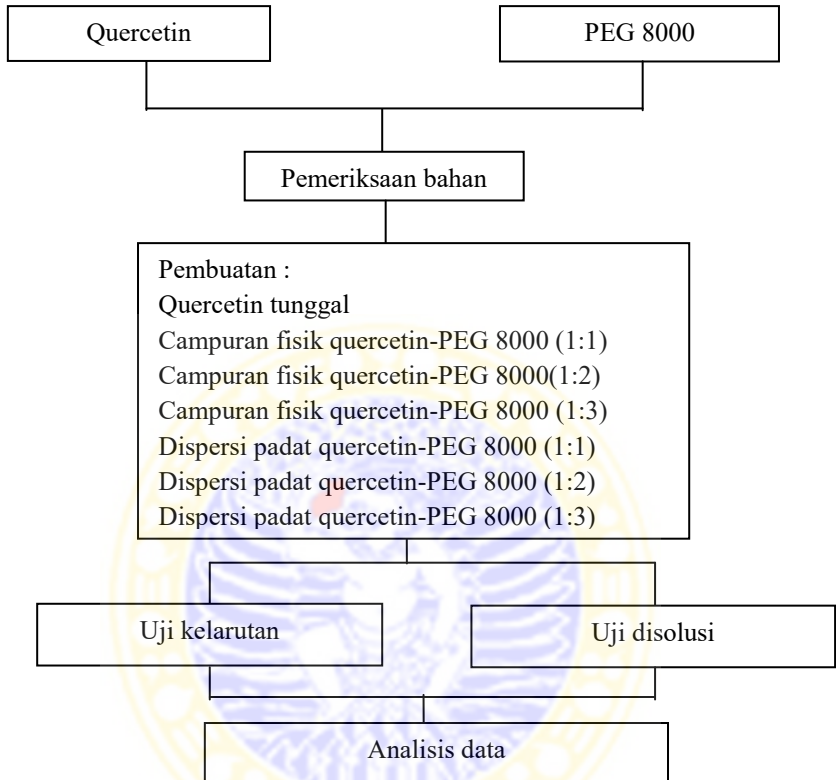 Quercetin
PEG 8000
Pemeriksaan bahan
Pembuatan :
Quercetin tunggal
Campuran fisik quercetin-PEG 8000 (1:1)
Campuran fisik quercetin-PEG 8000(1:2)
Campuran fisik quercetin-PEG 8000 (1:3)
Dispersi padat quercetin-PEG 8000 (1:1)
Dispersi padat quercetin-PEG 8000 (1:2)
Dispersi padat quercetin-PEG 8000 (1:3)
Uji kelarutan
Uji disolusi
Analisis data